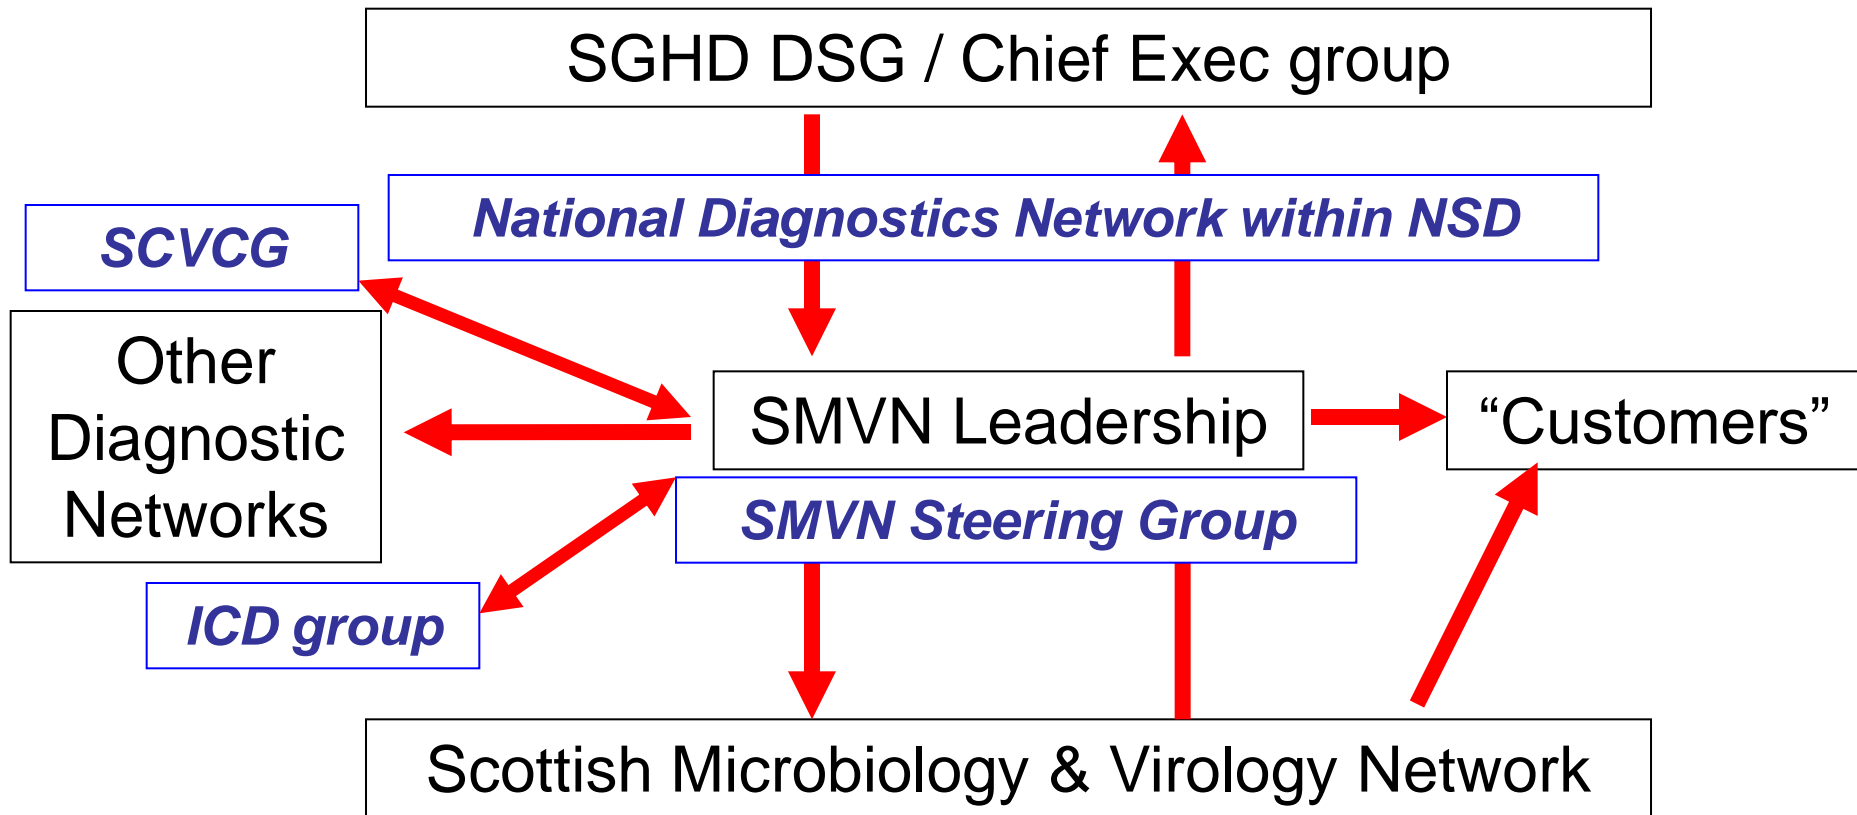 SGHD DSG / Chief Exec group
National Diagnostics Network within NSD
SCVCG
Other
Diagnostic
Networks
SMVN Leadership
“Customers”
SMVN Steering Group
ICD group
Scottish Microbiology & Virology Network